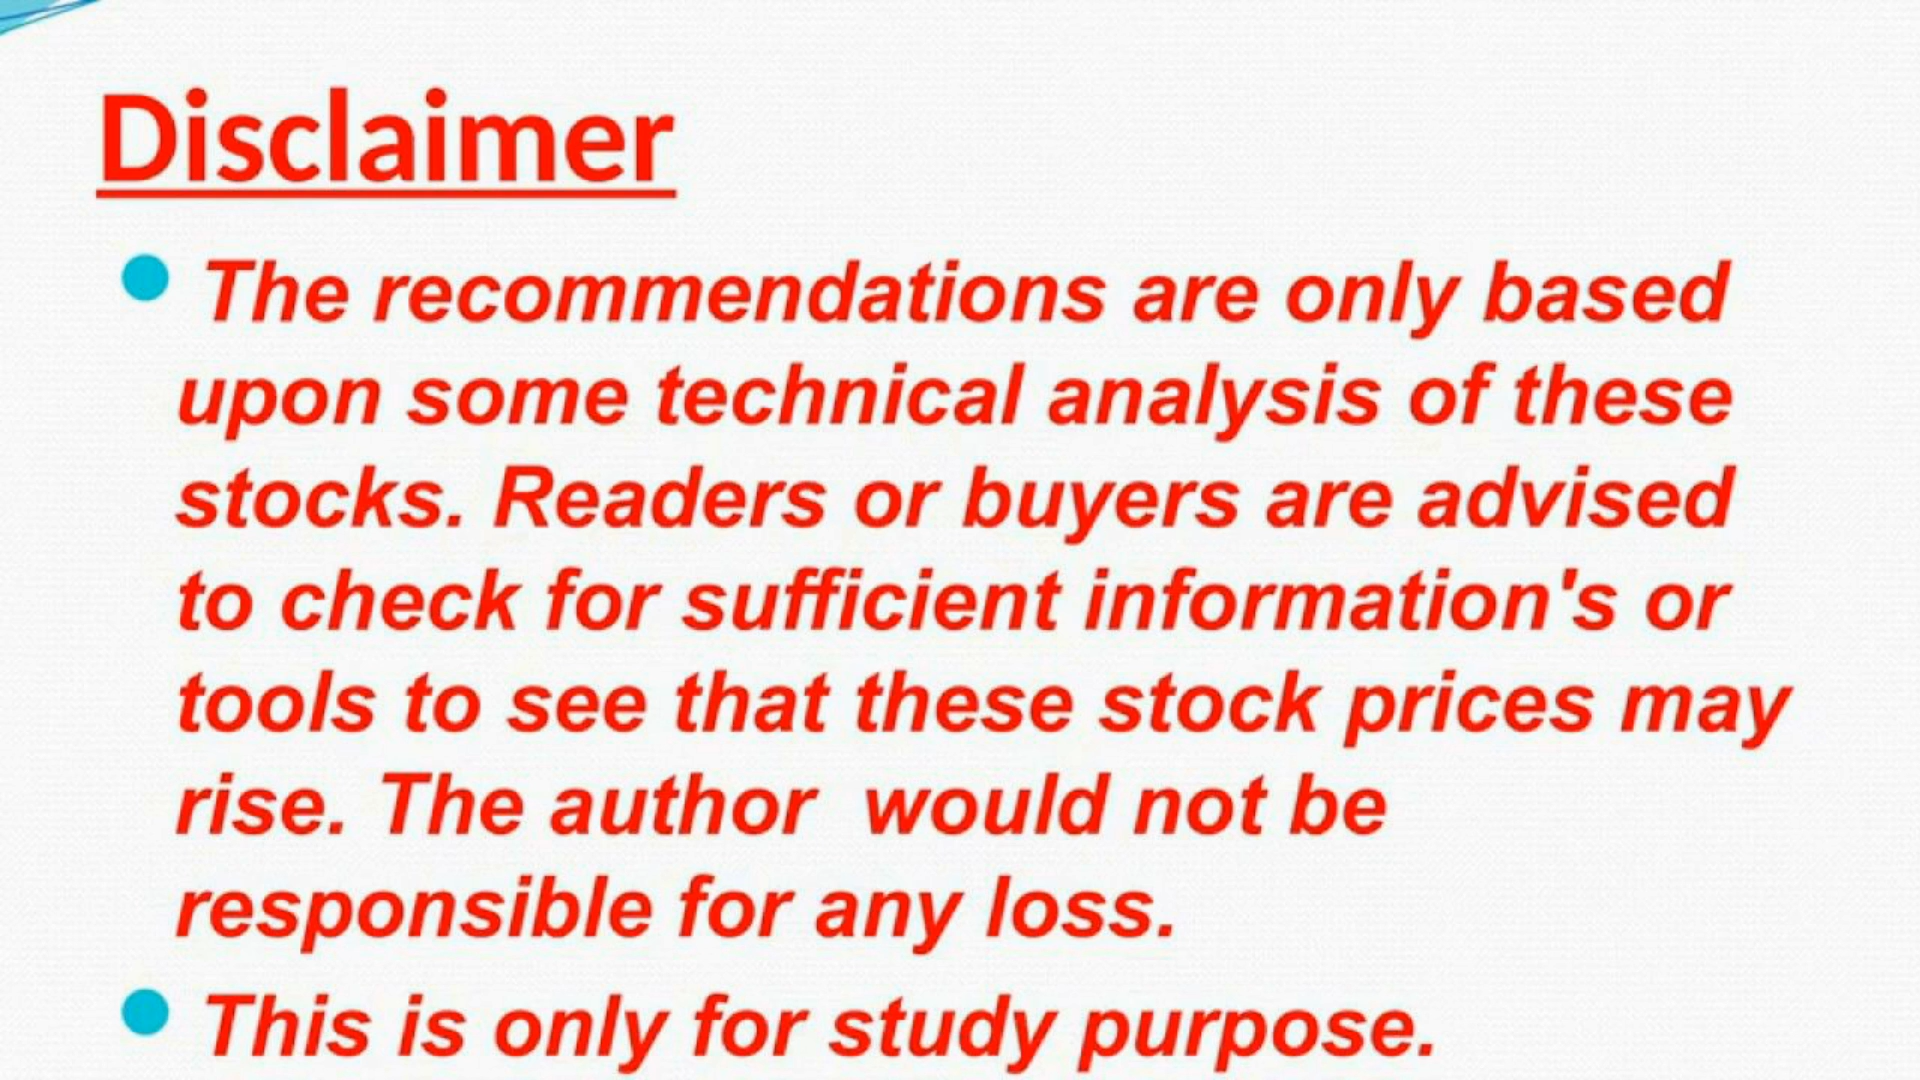 Disclaimer
The recommendations are only based
upon some technical analysis of these
stocks. Readers or buyers are advised
to check for sufficient information's or
tools to see that these stock prices may
rise. The author  would not be
responsible for any loss.
This is only for study purpose.